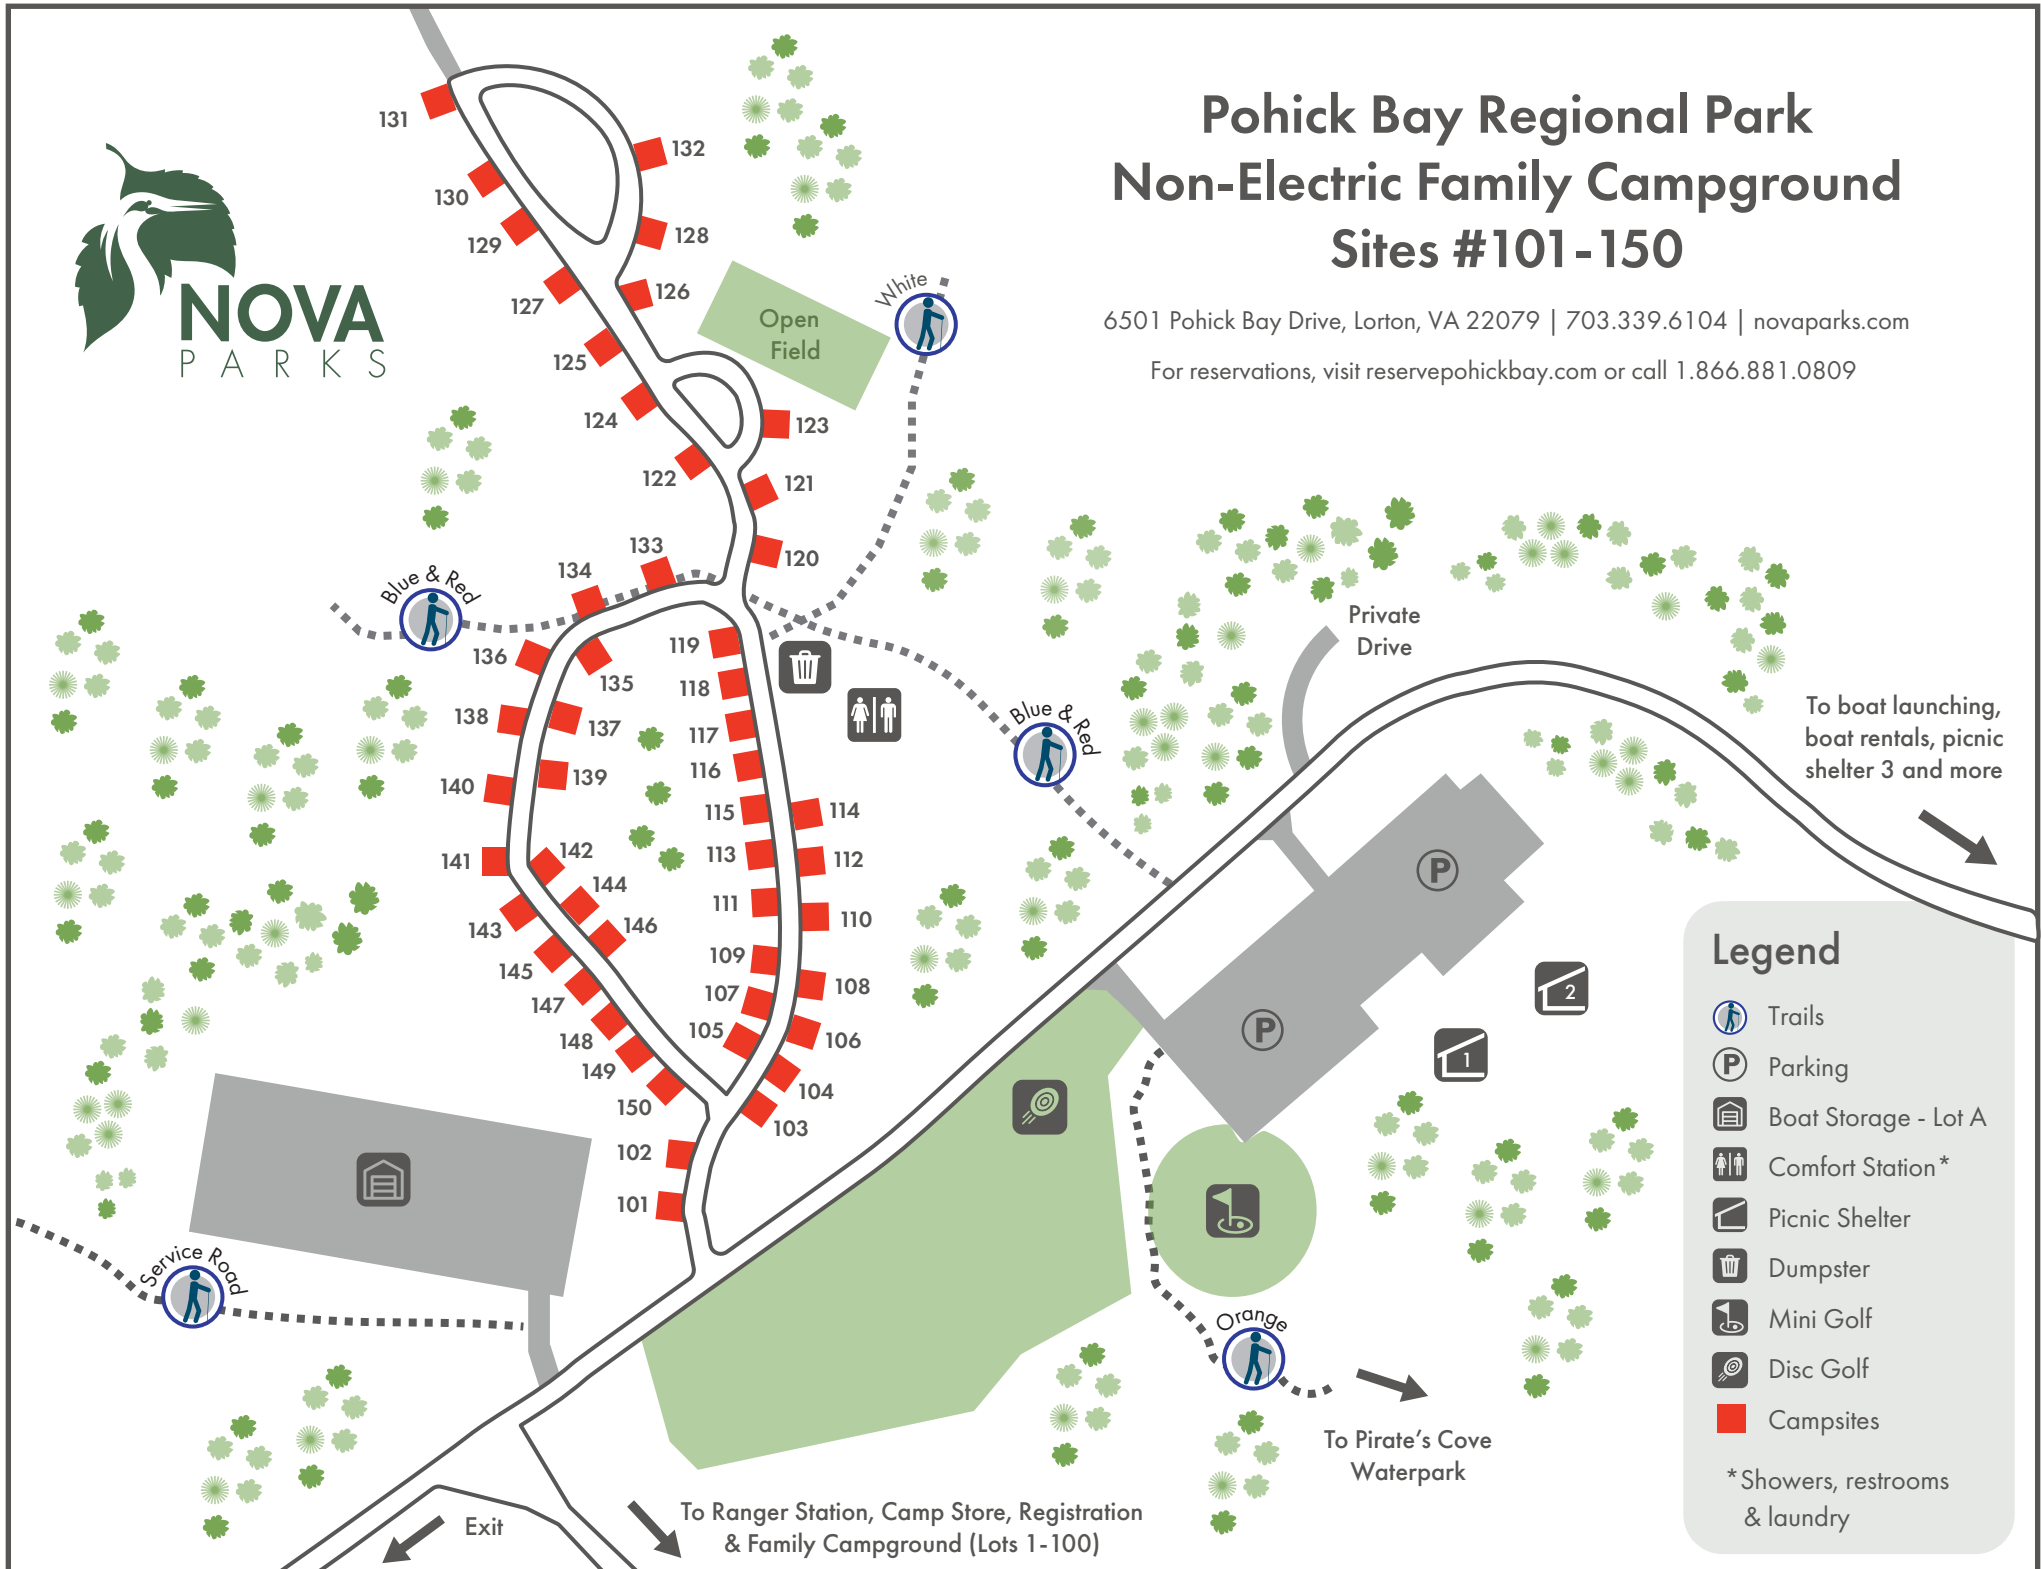 Pohick Bay Regional Park
Non-Electric Family Campground
Sites #101-150
6501 Pohick Bay Drive, Lorton, VA 22079 | 703.339.6104 | novaparks.com
For reservations, visit reservepohickbay.com or call 1.866.881.0809
NOVA
PARKS
131
132
130
128
129
126
127
White
Open
Field
125
124
123
122
121
120
133
134
Blue & Red
136
135
119
118
138
137
117
116
140
139
115
114
113
112
141
142
144
111
110
143
146
109
108
145
107
147
105
106
148
149
104
150
103
102
101
Blue & Red
Private
Drive
To boat launching,
boat rentals, picnic
shelter 3 and more
P
P
2
1
Service Road
Orange
To Pirate's Cove
Waterpark
Exit
To Ranger Station, Camp Store, Registration
& Family Campground (Lots 1-100)
Legend
Trails
P Parking
Boat Storage - Lot A
Comfort Station*
Picnic Shelter
Dumpster
Mini Golf
Disc Golf
Campsites
*Showers, restrooms
& laundry